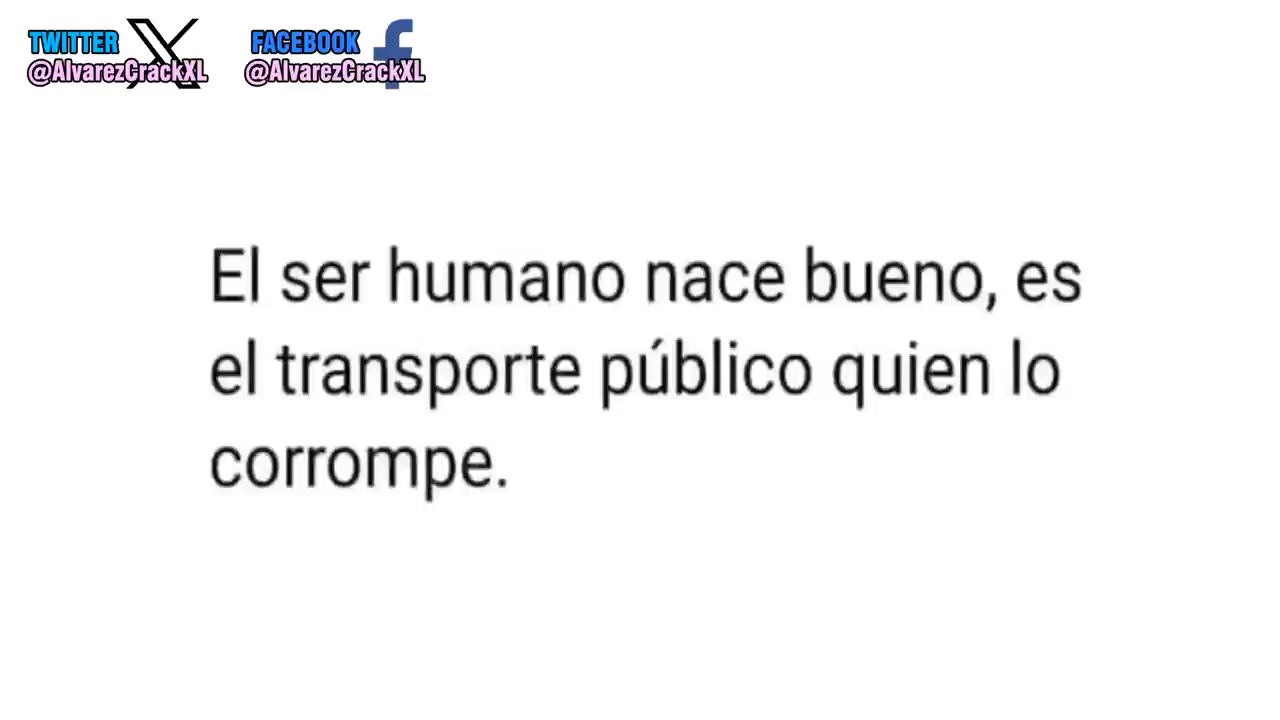 TWITTER
@AlvarezCrackXL
FACEBOOK
@AlvarezCrackXL
El ser humano nace bueno, es
el transporte público quien lo
corrompe.